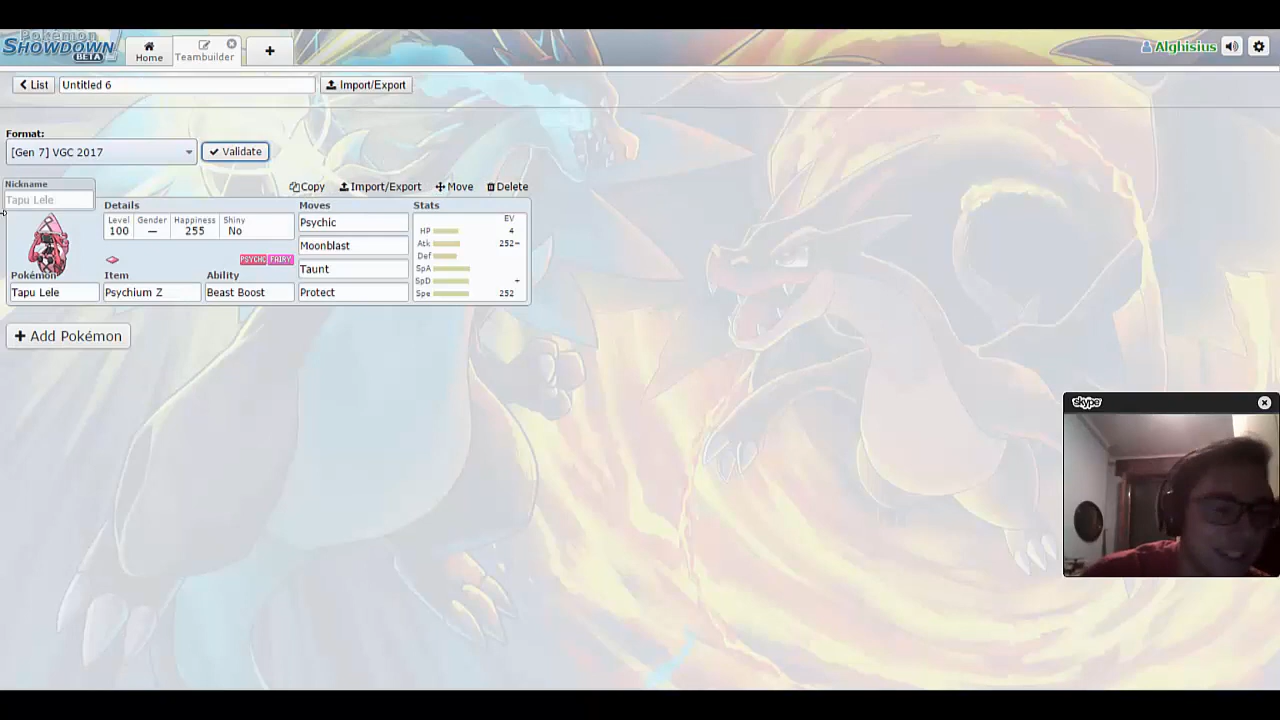 Pokémon
SHOWDOWN
BETA
Home
Teambuilder
Alghisius
List
Untitled 6
Import/Export
Format:
[Gen 7] VGC 2017
Validate
Nickname
Tapu Lele
Copy
Import/Export
Move
Delete
Details
Moves
Stats
Level
Gender
Happiness
Shiny
100
—
255
No
Psychic
Moonblast
Taunt
Protect
EV
HP 4
Atk 252-
Def
SpA
SpD -
Spe 252
PSYCHC FAIRY
Pokémon
Item
Ability
Tapu Lele
Psychium Z
Beast Boost
+ Add Pokémon
skype